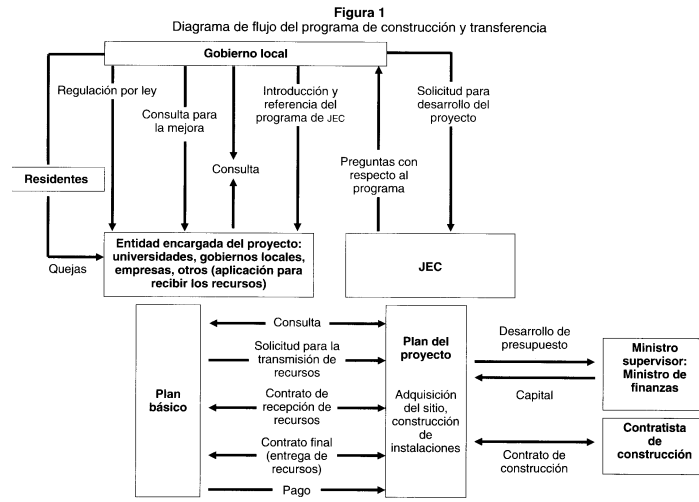 Figura 1
Diagrama de flujo del programa de construcción y transferencia
Gobierno local
Regulación por ley
Consulta para
la mejora
Consulta
Introducción y
referencia del
programa de JEC
Preguntas con
respecto al
programa
Solicitud para
desarrollo del
proyecto
Residentes
Quejas
Entidad encargada del proyecto:
universidades, gobiernos locales,
empresas, otros (aplicación para
recibir los recursos)
JEC
Plan
básico
Consulta
Solicitud para la
transmisión de
recursos
Contrato de
recepción de
recursos
Contrato final
(entrega de
recursos)
Pago
Plan del
proyecto
Adquisición
del sitio,
construcción
de
instalaciones
Desarrollo de
presupuesto
Capital
Contrato de
construcción
Ministro
supervisor:
Ministro de
finanzas
Contratista
de
construcción